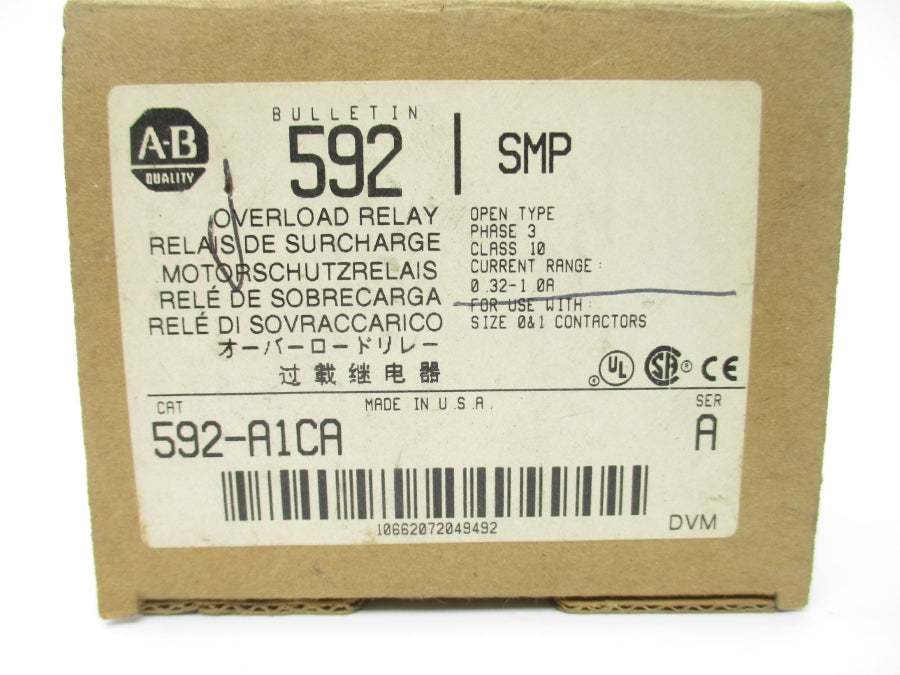 A-B
QUALITY
BULLETIN
592
SMP
OVERLOAD RELAY
RELAIS DE SURCHARGE
MOTORSCHUTZRELAIS
RELÉ DE SOBRECARGA
RELÉ DI SOVRACCARICO
オーバーロードリレー
过载继电器
OPEN TYPE
PHASE 3
CLASS 10
CURRENT RANGE:
0.32-1.0A
FOR USE WITH:
SIZE 0&1 CONTACTORS
UL ® SA ® CE
CAT
MADE IN U.S.A.
SER
592-A1CA
A
10662072049492
DVM